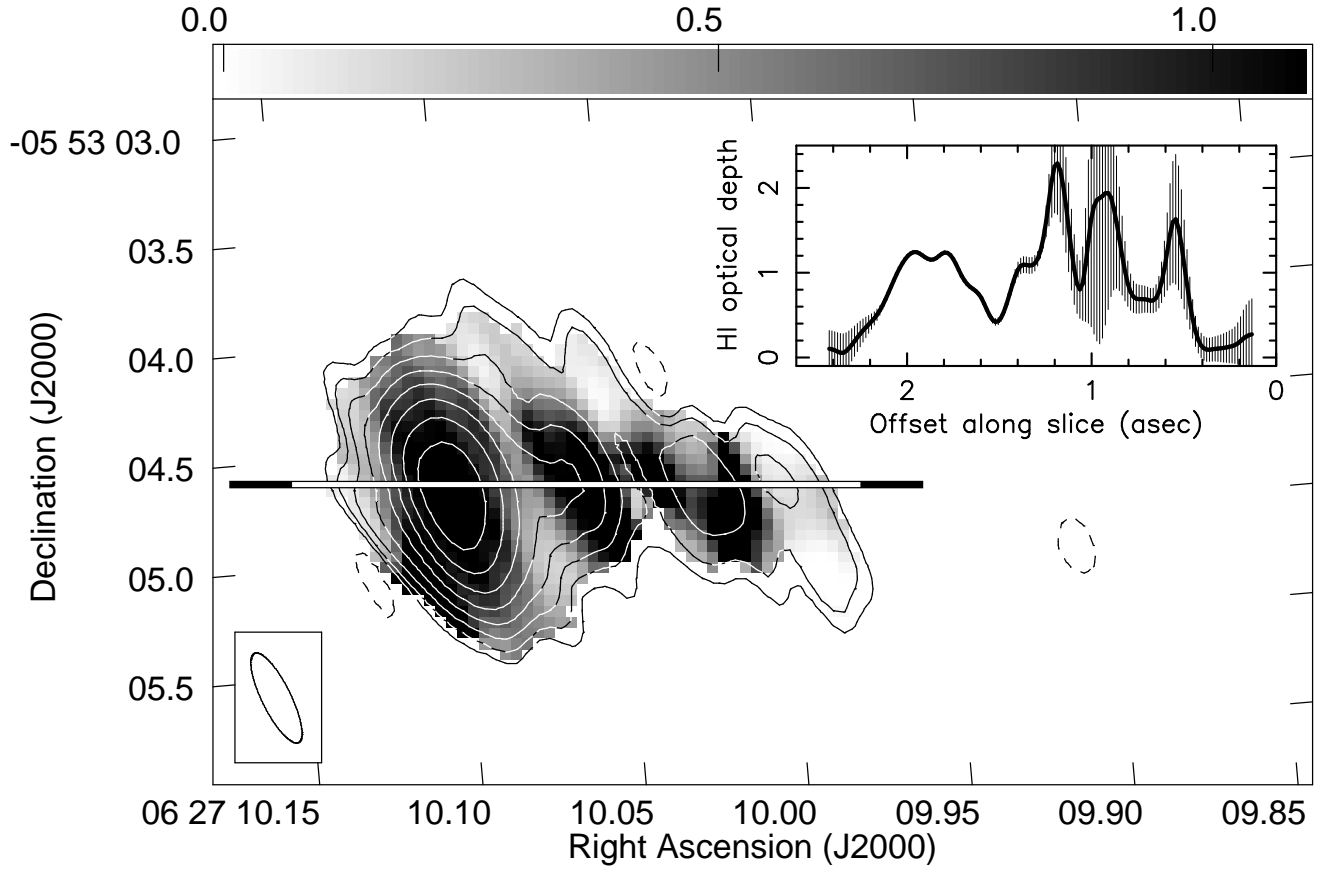 0.0 0.5 1.0
-05 53 03.0
03.5
04.0
04.5
05.0
05.5
Declination (J2000)
HI optical depth
2
1
0
2 1 0
Offset along slice (asec)
06 27 10.15 10.10 10.05 10.00 09.95 09.90 09.85
Right Ascension (J2000)